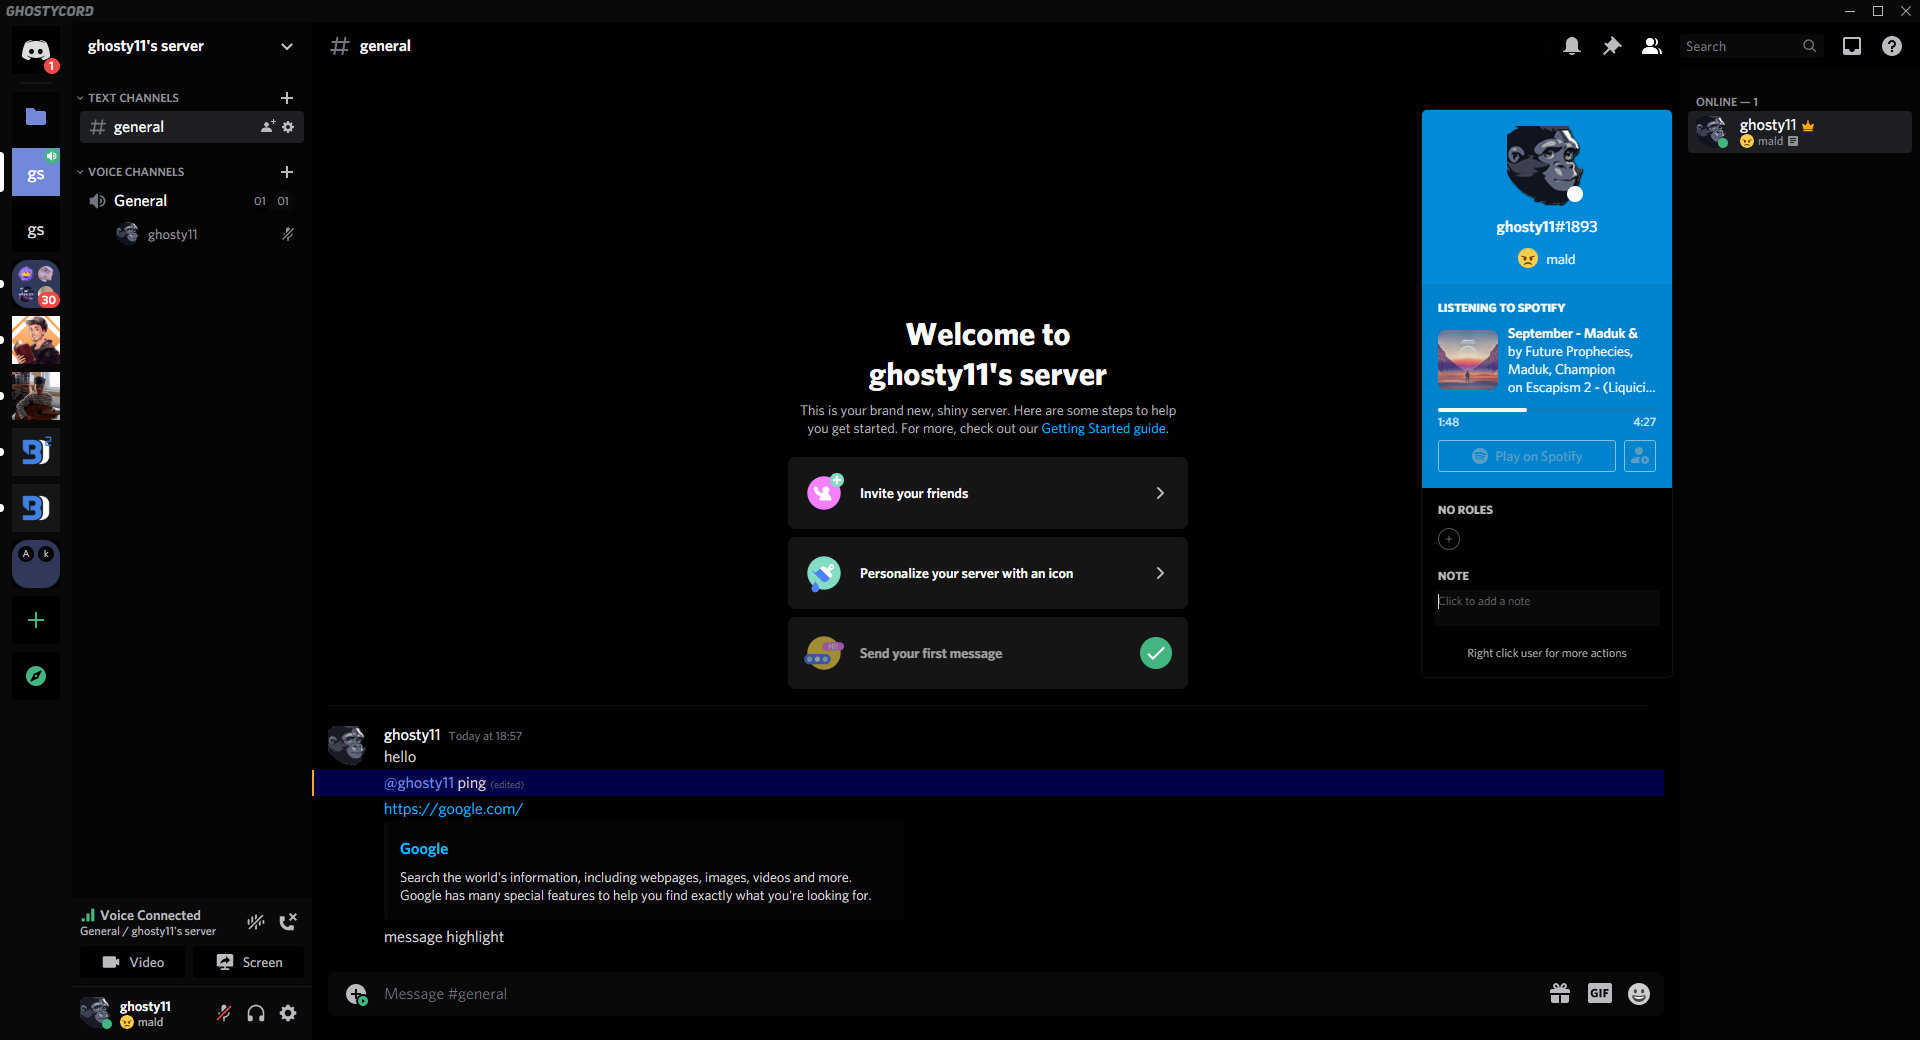 GHOSTYCORD
1
ghosty11's server
TEXT CHANNELS
general
VOICE CHANNELS
General 01 01
ghosty11
gs
gs
30
A k
Voice Connected
General / ghosty11's server
Video Screen
ghosty11
mald
general
Search
Welcome to
ghosty11's server
This is your brand new, shiny server. Here are some steps to help
you get started. For more, check out our Getting Started guide.
Invite your friends
Personalize your server with an icon
Send your first message
ghosty11 Today at 18:57
hello
@ghosty11 ping (edited)
https://google.com/
Google
Search the world's information, including webpages, images, videos and more.
Google has many special features to help you find exactly what you're looking for.
message highlight
Message #general
GIF
ghosty11#1893
mald
LISTENING TO SPOTIFY
September - Maduk &
by Future Prophecies,
Maduk, Champion
on Escapism 2 - (Liquici...
1:48 4:27
Play on Spotify
NO ROLES
NOTE
Click to add a note
Right click user for more actions
ONLINE — 1
ghosty11
mald